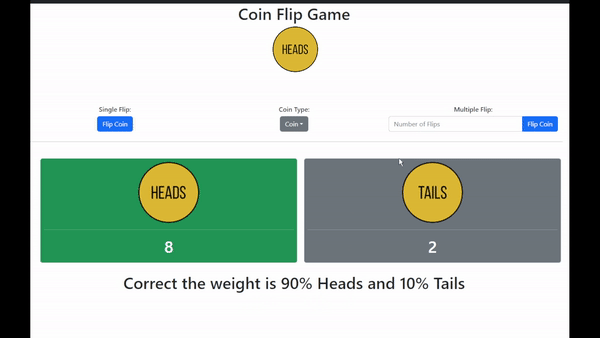 Coin Flip Game
HEADS
Single Flip: Coin Type: Multiple Flip:
Flip Coin Coin Number of Flips Flip Coin
HEADS TAILS
8 2
Correct the weight is 90% Heads and 10% Tails